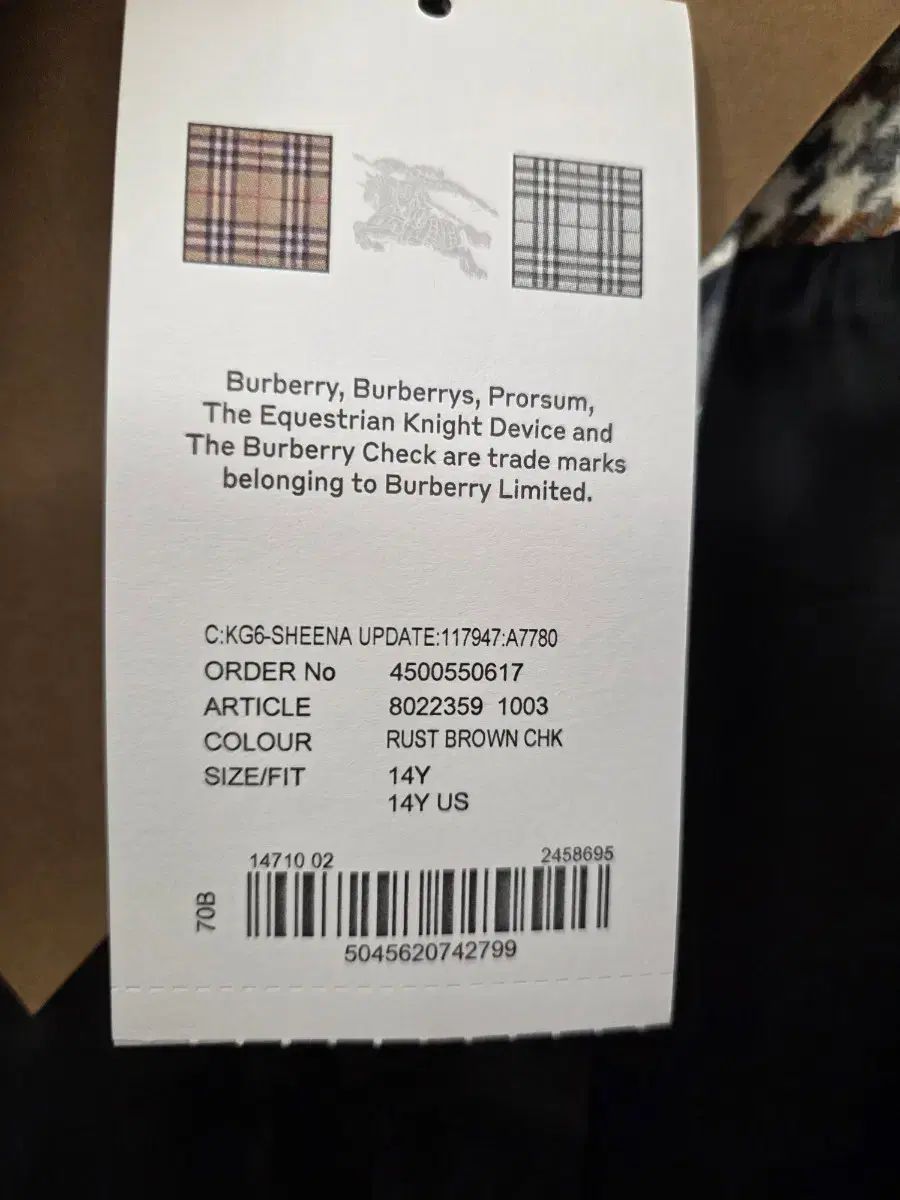 Burberry, Burberrys, Prorsum,
The Equestrian Knight Device and
The Burberry Check are trade marks
belonging to Burberry Limited.
C:KG6-SHEENA UPDATE:117947:A7780
ORDER No 4500550617
ARTICLE 8022359 1003
COLOUR RUST BROWN CHK
SIZE/FIT 14Y
14Y US
14710 02 2458695
70B
5045620742799